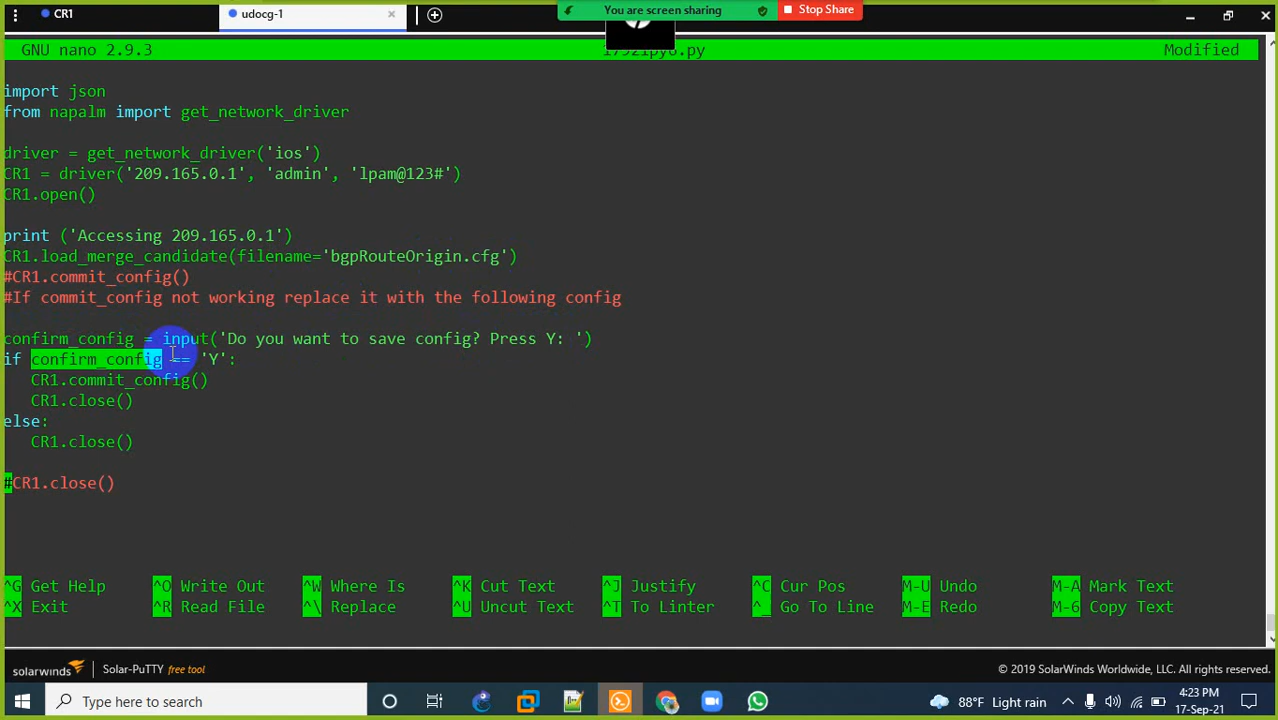 CR1
udocg-1
You are screen sharing
Stop Share
GNU nano 2.9.3
Modified
import json
from napalm import get_network_driver
driver = get_network_driver('ios')
CR1 = driver('209.165.0.1', 'admin', 'lpam@123#')
CR1.open()
print ('Accessing 209.165.0.1')
CR1.load_merge_candidate(filename='bgpRouteOrigin.cfg')
#CR1.commit_config()
#If commit_config not working replace it with the following config
confirm_config = input('Do you want to save config? Press Y: ')
if confirm_config == 'Y':
CR1.commit_config()
CR1.close()
else:
CR1.close()
#CR1.close()
^G Get Help ^O Write Out ^W Where Is ^K Cut Text ^J Justify ^C Cur Pos M-U Undo M-A Mark Text
^X Exit ^R Read File ^\ Replace ^U Uncut Text ^T To Linter ^_ Go To Line M-E Redo M-6 Copy Text
solarwinds Solar-PuTTY free tool © 2019 SolarWinds Worldwide, LLC. All rights reserved.
Type here to search
88°F Light rain
4:23 PM
17-Sep-21